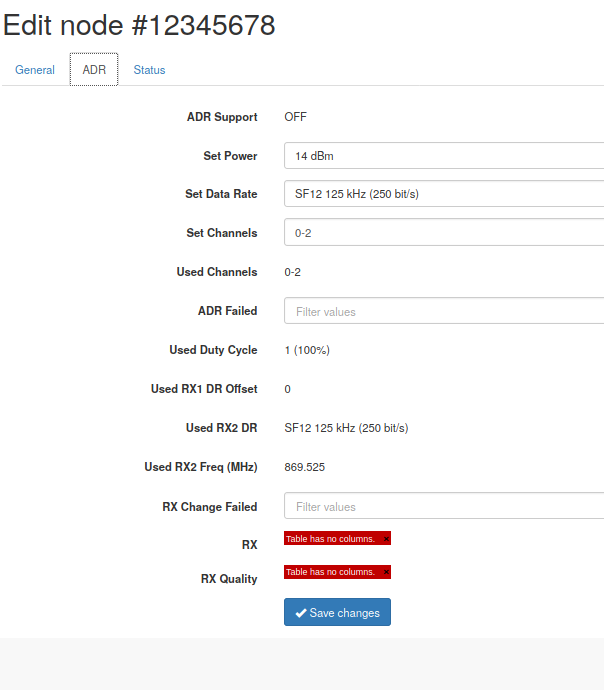 Edit node #12345678
General ADR Status
ADR Support OFF
Set Power 14 dBm
Set Data Rate SF12 125 kHz (250 bit/s)
Set Channels 0-2
Used Channels 0-2
ADR Failed Filter values
Used Duty Cycle 1 (100%)
Used RX1 DR Offset 0
Used RX2 DR SF12 125 kHz (250 bit/s)
Used RX2 Freq (MHz) 869.525
RX Change Failed Filter values
RX Table has no columns. ×
RX Quality Table has no columns. ×
Save changes